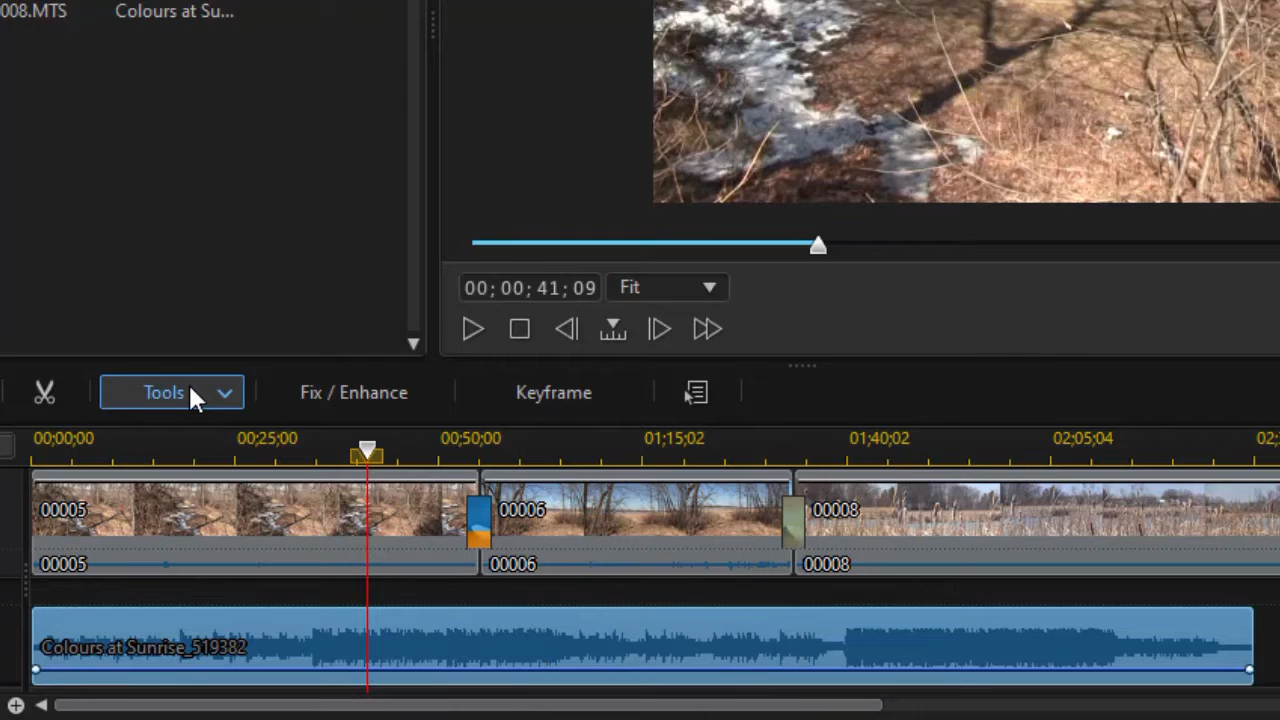 008.MTS Colours at Su...
00; 00; 41; 09 Fit
Tools Fix / Enhance Keyframe
00;00;00 00;25;00 00;50;00 01;15;02 01;40;02 02;05;04 02;
00005 00006 00008
00005 00006 00008
Colours at Sunrise_519382